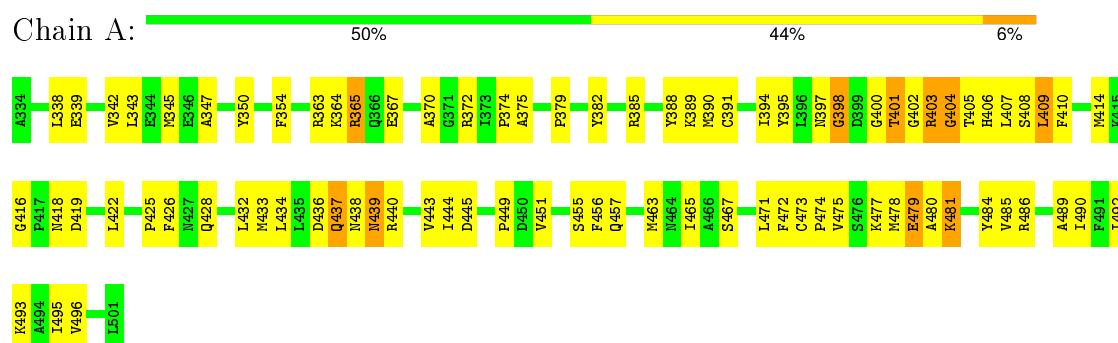 Chain A:
50% 44% 6%
A334 L338 E339 V342 L343 E344 M345 E346 A347 Y350 F354 R363 K364 R365 Q366 E367 A370 G371 R372 I373 P374 A375 P379 Y382 R385 Y388 K389 M390 C391 I394 Y395 L396 N397 G398 D399 G400 T401 G402 R403 G404 T405 H406 L407 S408 L409 F410 M414 K415
G416 P417 N418 D419 L422 P425 F426 N427 Q428 L432 M433 L434 L435 D436 Q437 N438 N439 R440 V443 I444 D445 P449 D450 V451 S455 F456 Q457 M463 N464 I465 A466 S467 L471 F472 C473 P474 V475 S476 K477 M478 E479 A480 K481 Y484 V485 R486 A489 I490 F491
K493 A494 I495 V496 L501